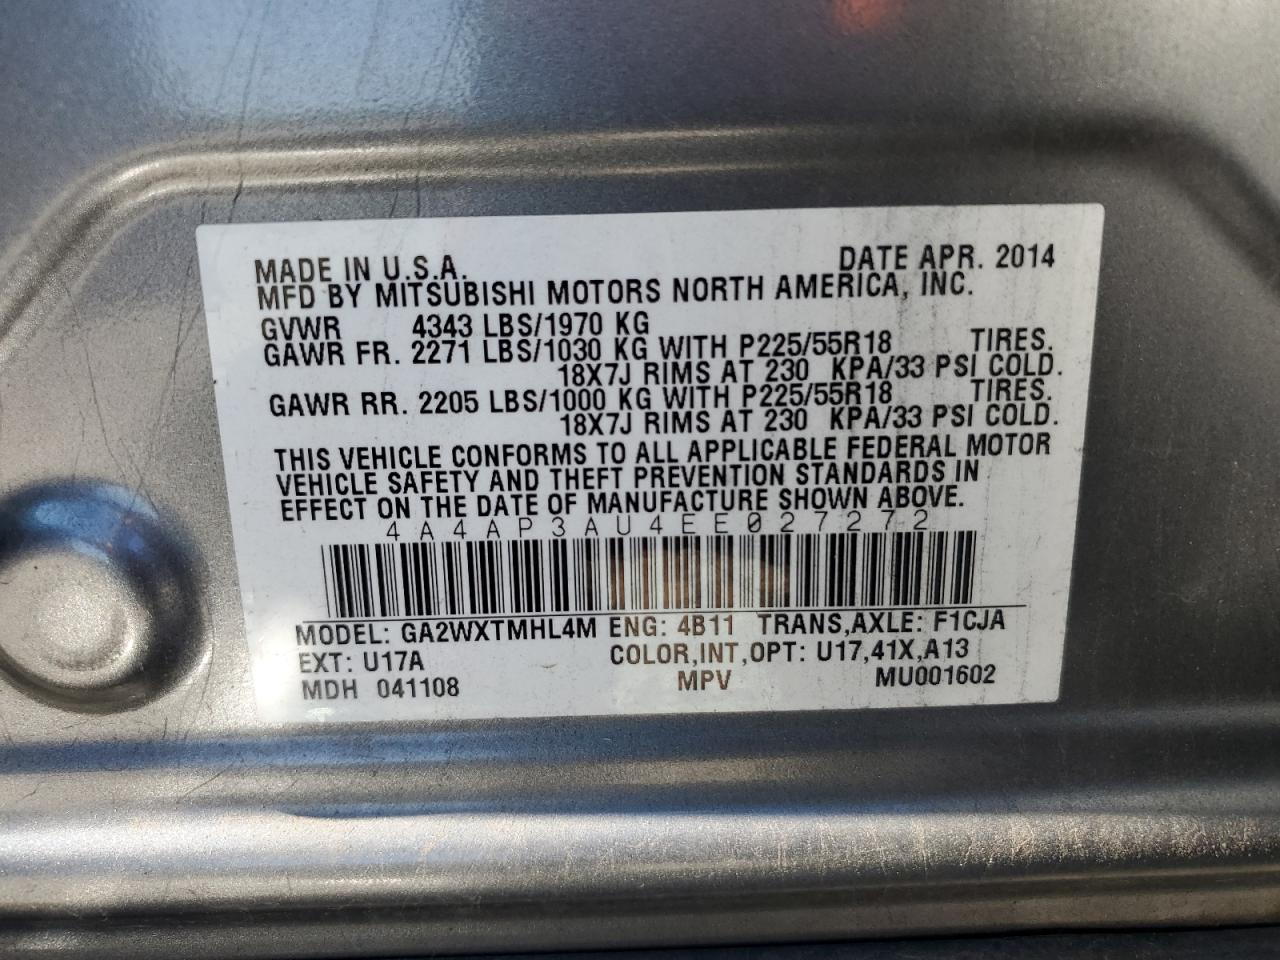 MADE IN U.S.A. DATE APR. 2014
MFD BY MITSUBISHI MOTORS NORTH AMERICA, INC.
GVWR 4343 LBS/1970 KG
GAWR FR. 2271 LBS/1030 KG WITH P225/55R18 TIRES.
18X7J RIMS AT 230 KPA/33 PSI COLD.
GAWR RR. 2205 LBS/1000 KG WITH P225/55R18 TIRES.
18X7J RIMS AT 230 KPA/33 PSI COLD.
THIS VEHICLE CONFORMS TO ALL APPLICABLE FEDERAL MOTOR
VEHICLE SAFETY AND THEFT PREVENTION STANDARDS IN
EFFECT ON THE DATE OF MANUFACTURE SHOWN ABOVE.
4A4AP3AU4EE027272
MODEL: GA2WXTMHL4M ENG: 4B11 TRANS,AXLE: F1CJA
EXT: U17A COLOR,INT,OPT: U17,41X,A13
MDH 041108 MPV MU001602